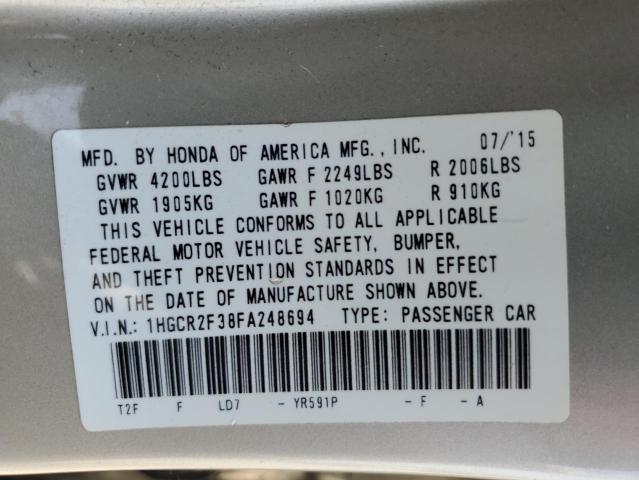 MFD. BY HONDA OF AMERICA MFG., INC. 07/'15
GVWR 4200LBS GAWR F 2249LBS R 2006LBS
GVWR 1905KG GAWR F 1020KG R 910KG
THIS VEHICLE CONFORMS TO ALL APPLICABLE
FEDERAL MOTOR VEHICLE SAFETY, BUMPER,
AND THEFT PREVENTION STANDARDS IN EFFECT
ON THE DATE OF MANUFACTURE SHOWN ABOVE.
V.I.N.: 1HGCR2F38FA248694 TYPE: PASSENGER CAR
T2F F LD7 - YR591P - F - A